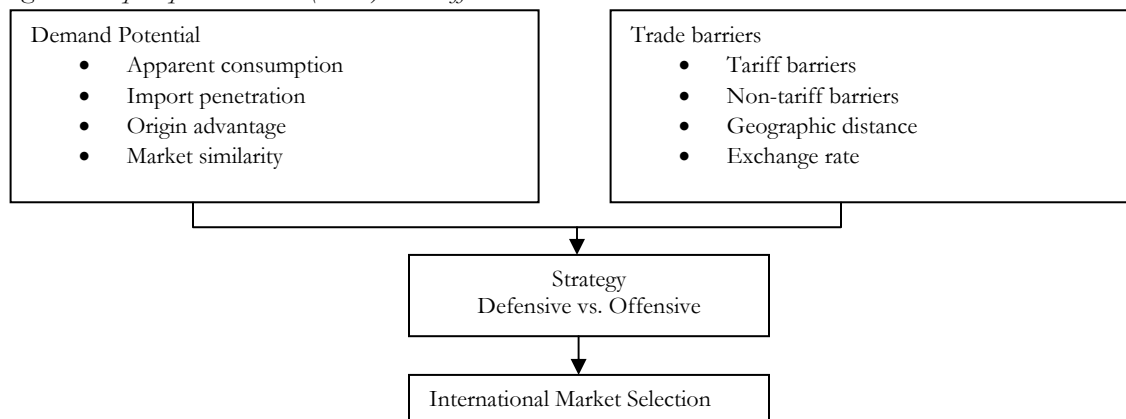 Demand Potential
• Apparent consumption
• Import penetration
• Origin advantage
• Market similarity
Trade barriers
• Tariff barriers
• Non-tariff barriers
• Geographic distance
• Exchange rate
Strategy
Defensive vs. Offensive
International Market Selection